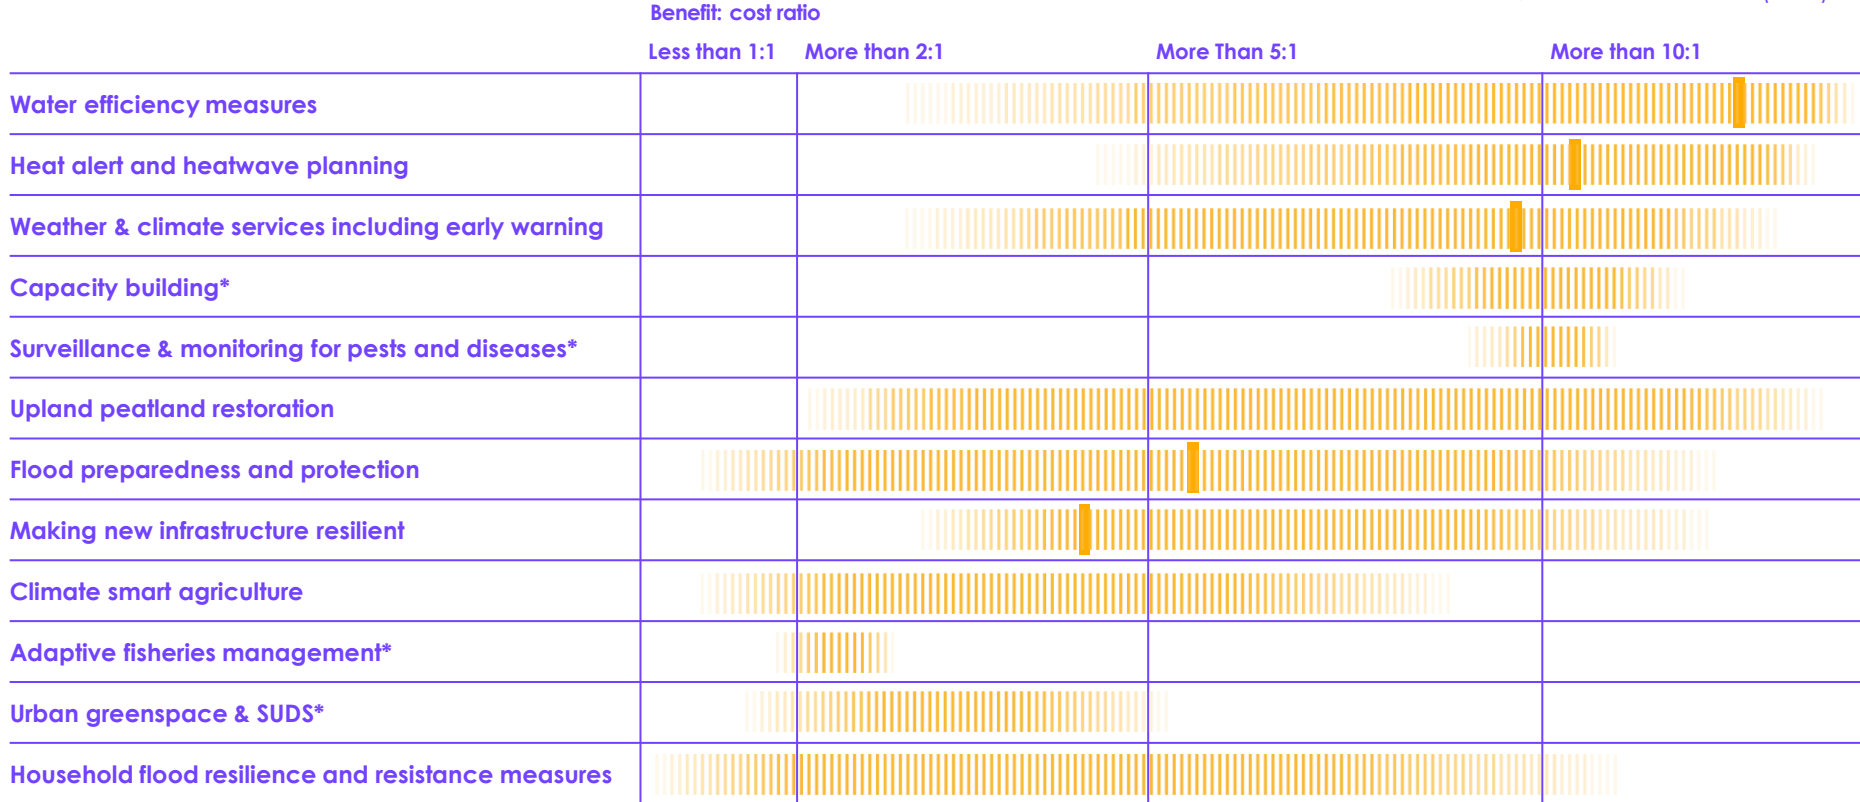 Benefit: cost ratio
Less than 1:1 More than 2:1 More Than 5:1 More than 10:1
Water efficiency measures
Heat alert and heatwave planning
Weather & climate services including early warning
Capacity building*
Surveillance & monitoring for pests and diseases*
Upland peatland restoration
Flood preparedness and protection
Making new infrastructure resilient
Climate smart agriculture
Adaptive fisheries management*
Urban greenspace & SUDS*
Household flood resilience and resistance measures